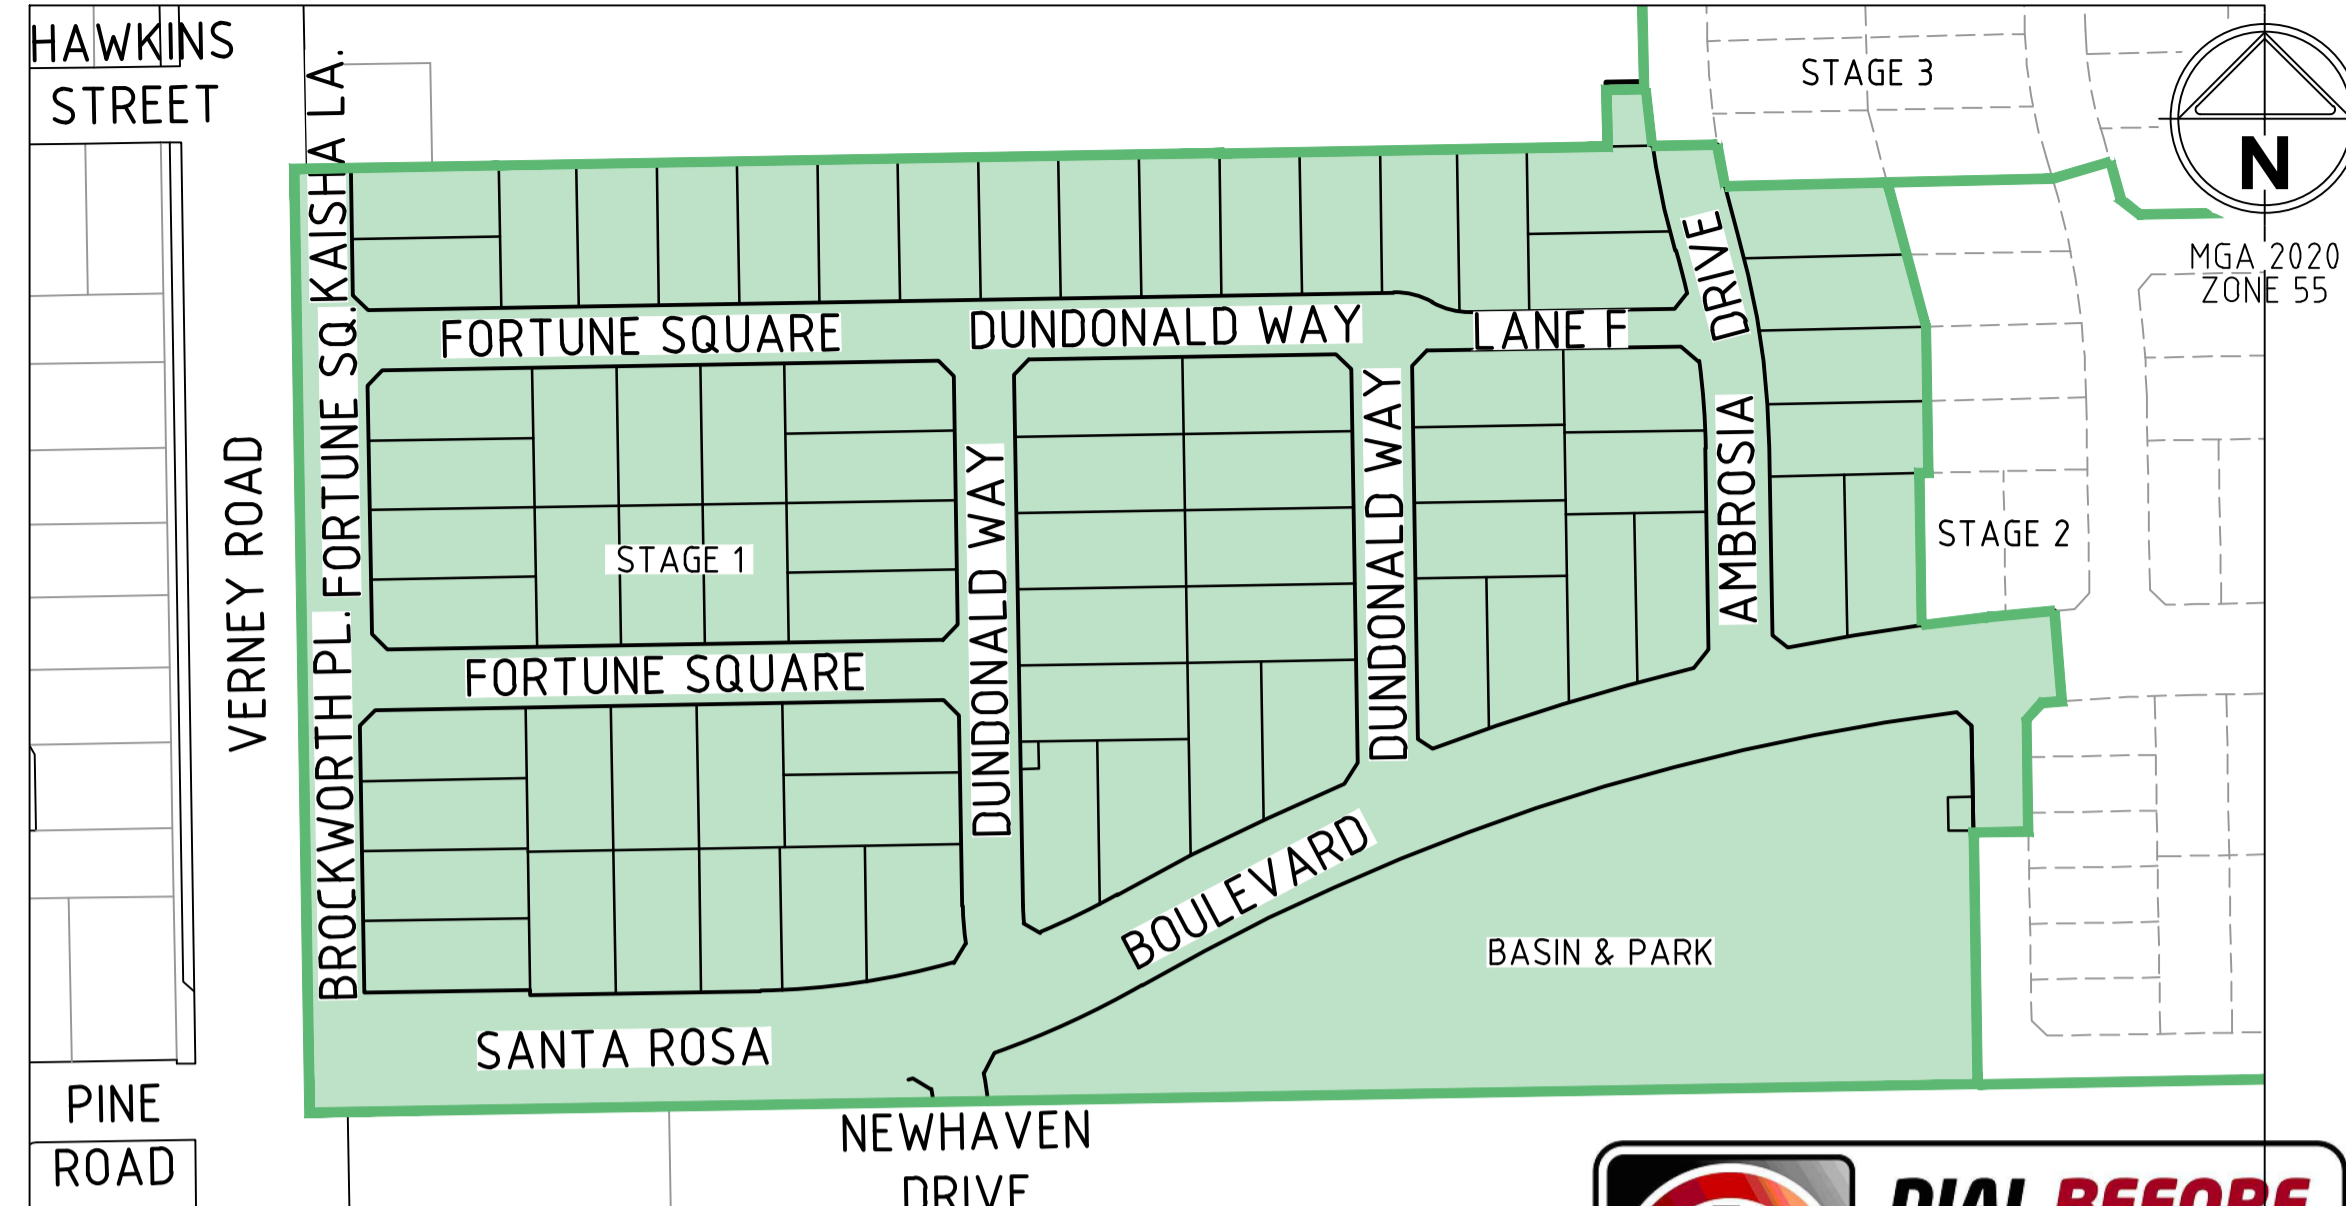 HAWKINS
STREET
KAISHA LA.
STAGE 3
N
MGA 2020
ZONE 55
FORTUNE SQ.
FORTUNE SQUARE
DUNDONALD WAY
LANE F
DRIVE
AMBROSIA
VERNEY ROAD
STAGE 1
DUNDONALD WAY
DUNDONALD WAY
STAGE 2
BROCKWORTH PL.
FORTUNE SQUARE
BOULEVARD
BASIN & PARK
SANTA ROSA
PINE
ROAD
NEWHAVEN
DRIVE
DIAL BEFORE